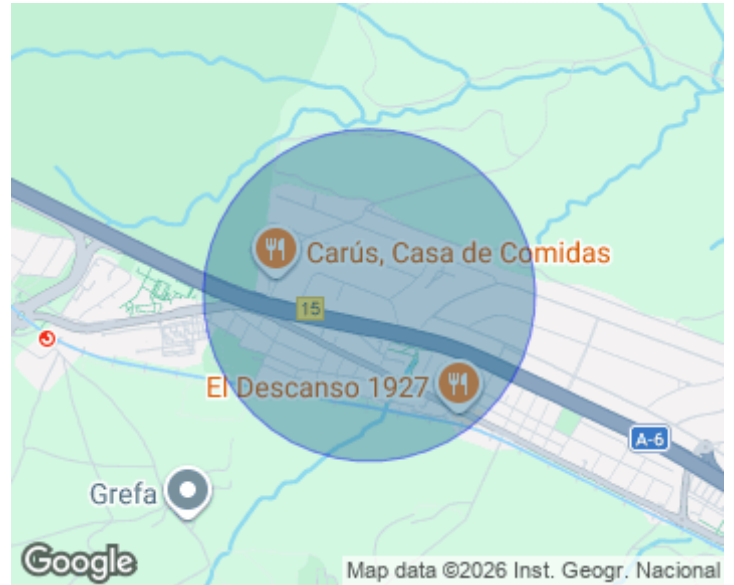 Carús, Casa de Comidas
15
El Descanso 1927
A-6
Grefa
Google
Map data ©2026 Inst. Geogr. Nacional